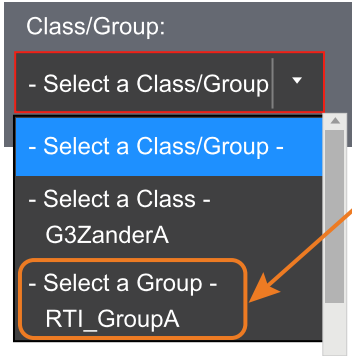 Class/Group:
- Select a Class/Group
- Select a Class/Group -
- Select a Class -
G3ZanderA
- Select a Group -
RTI_GroupA